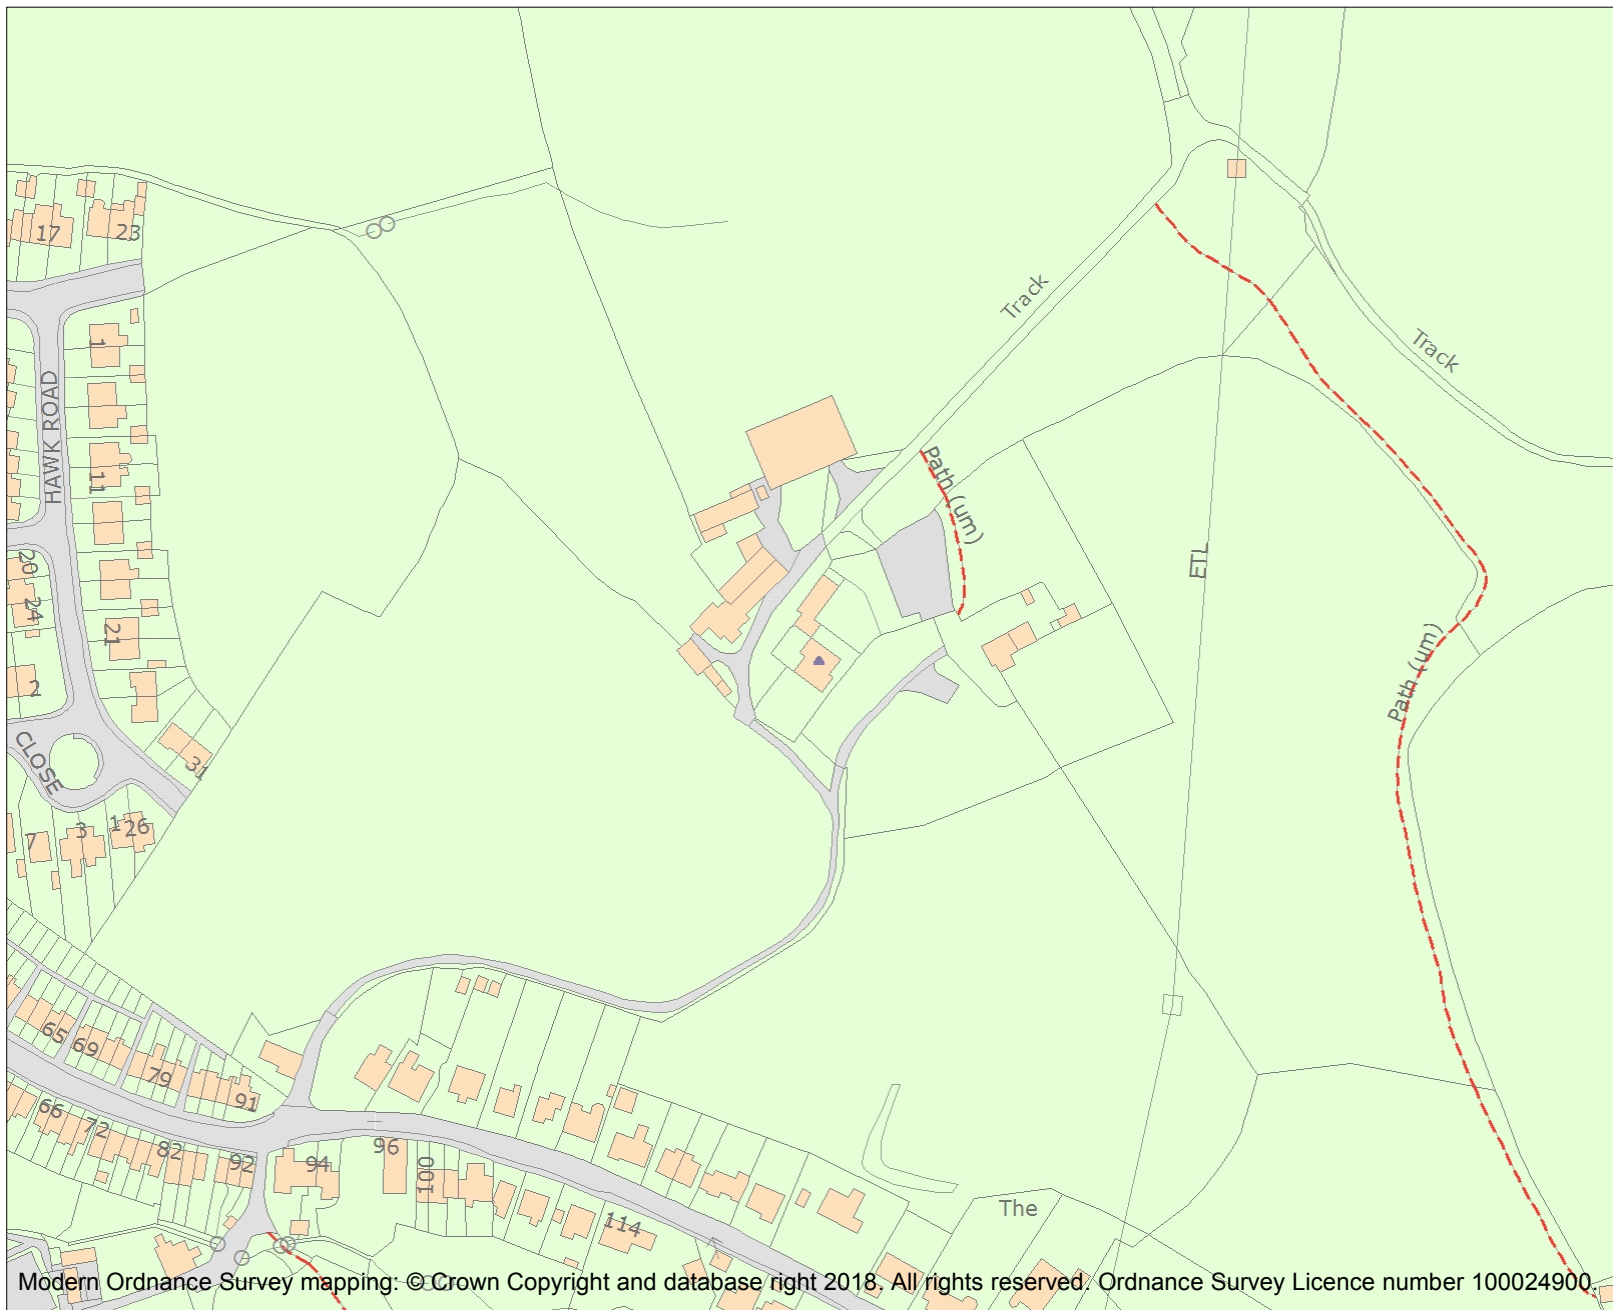 17
23
Track
Track
1
HAWK ROAD
11
Path (um)
ETL
20
24
21
2
Path (um)
CLOSE
31
7
3
1
26
65
69
79
91
66
72
82
92
94
96
100
114
The
Modern Ordnance Survey mapping: © Crown Copyright and database right 2018. All rights reserved. Ordnance Survey Licence number 100024900.